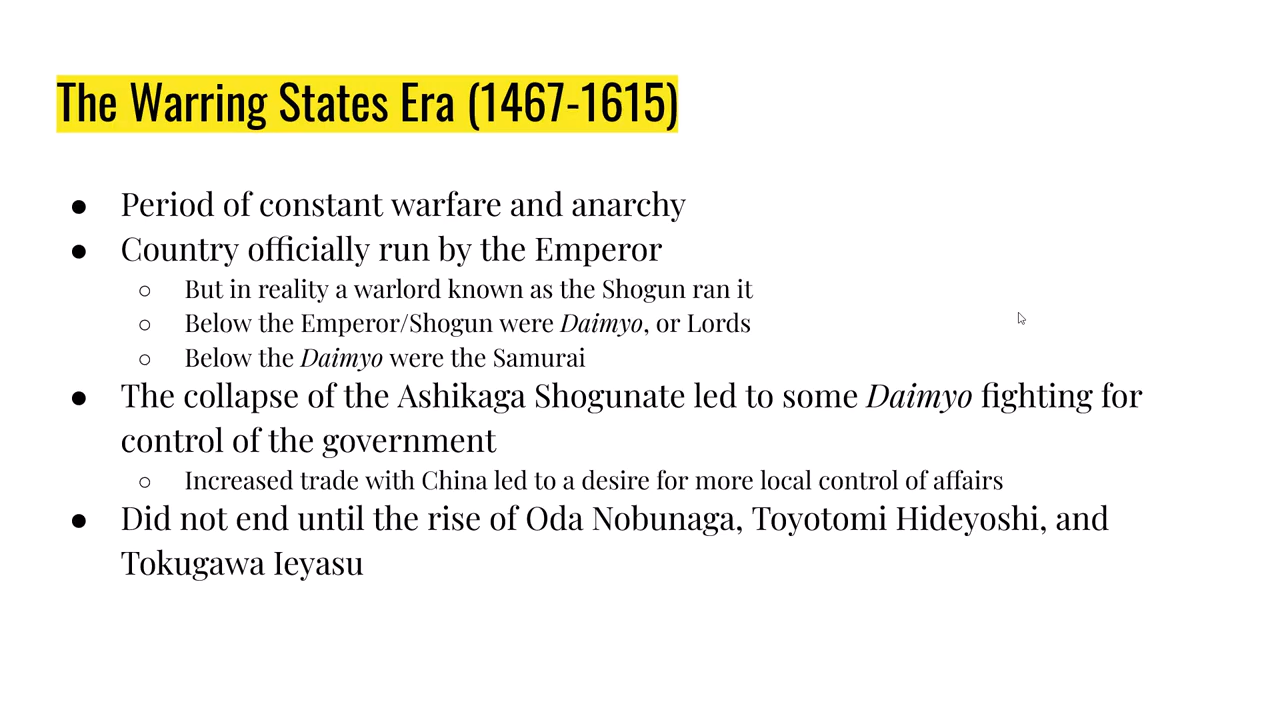 The Warring States Era (1467-1615)
● Period of constant warfare and anarchy
● Country officially run by the Emperor
○ But in reality a warlord known as the Shogun ran it
○ Below the Emperor/Shogun were Daimyo, or Lords
○ Below the Daimyo were the Samurai
● The collapse of the Ashikaga Shogunate led to some Daimyo fighting for
control of the government
○ Increased trade with China led to a desire for more local control of affairs
● Did not end until the rise of Oda Nobunaga, Toyotomi Hideyoshi, and
Tokugawa Ieyasu